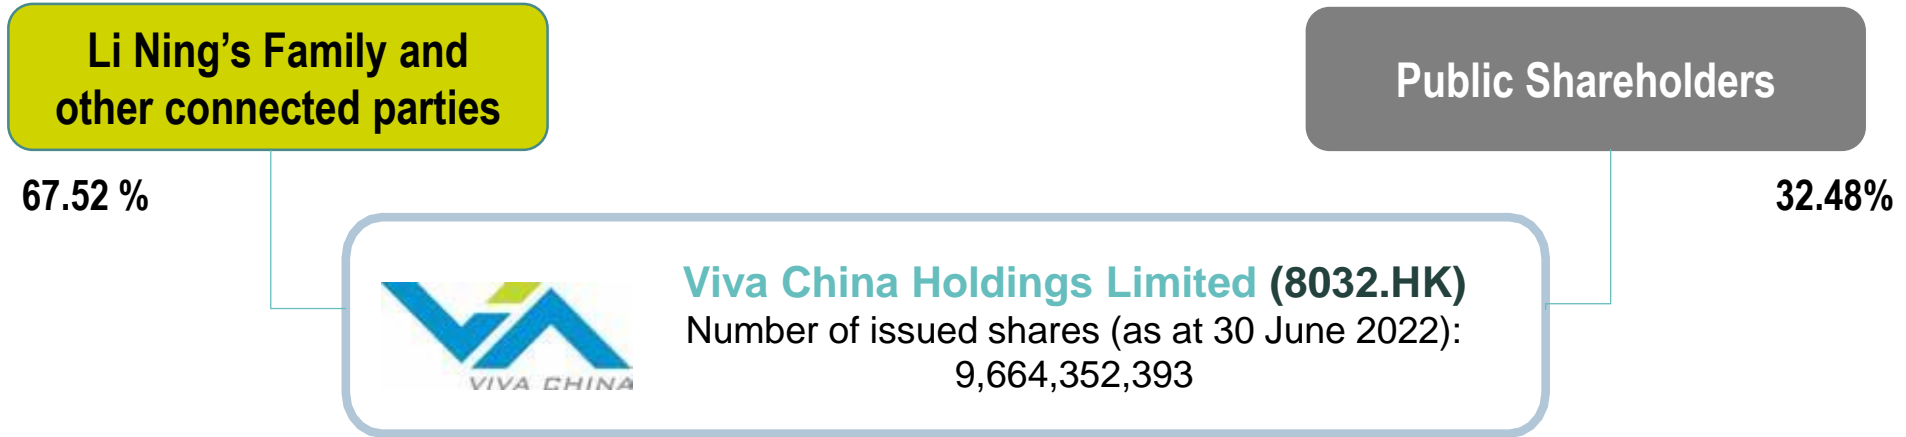 Li Ning’s Family and
other connected parties
Public Shareholders
67.52 %
32.48%
VIVA CHINA
Viva China Holdings Limited (8032.HK)
Number of issued shares (as at 30 June 2022):
9,664,352,393